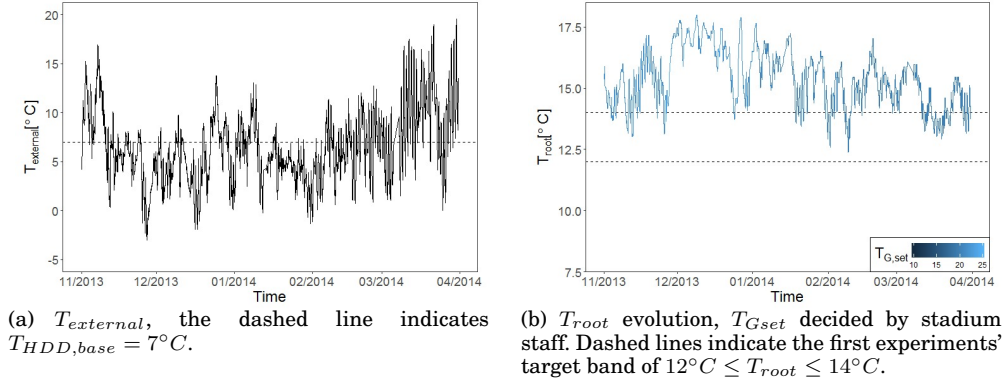 20
15
10
5
0
-5
T_external[° C]
11/2013 12/2013 01/2014 02/2014 03/2014 04/2014
Time
(a) T_external, the dashed line indicates
T_HDD,base = 7°C.
17.5
15.0
12.5
10.0
7.5
T_root[° C]
T_G,set
10 15 20 25
11/2013 12/2013 01/2014 02/2014 03/2014 04/2014
Time
(b) T_root evolution, T_Gset decided by stadium
staff. Dashed lines indicate the first experiments'
target band of 12°C ≤ T_root ≤ 14°C.